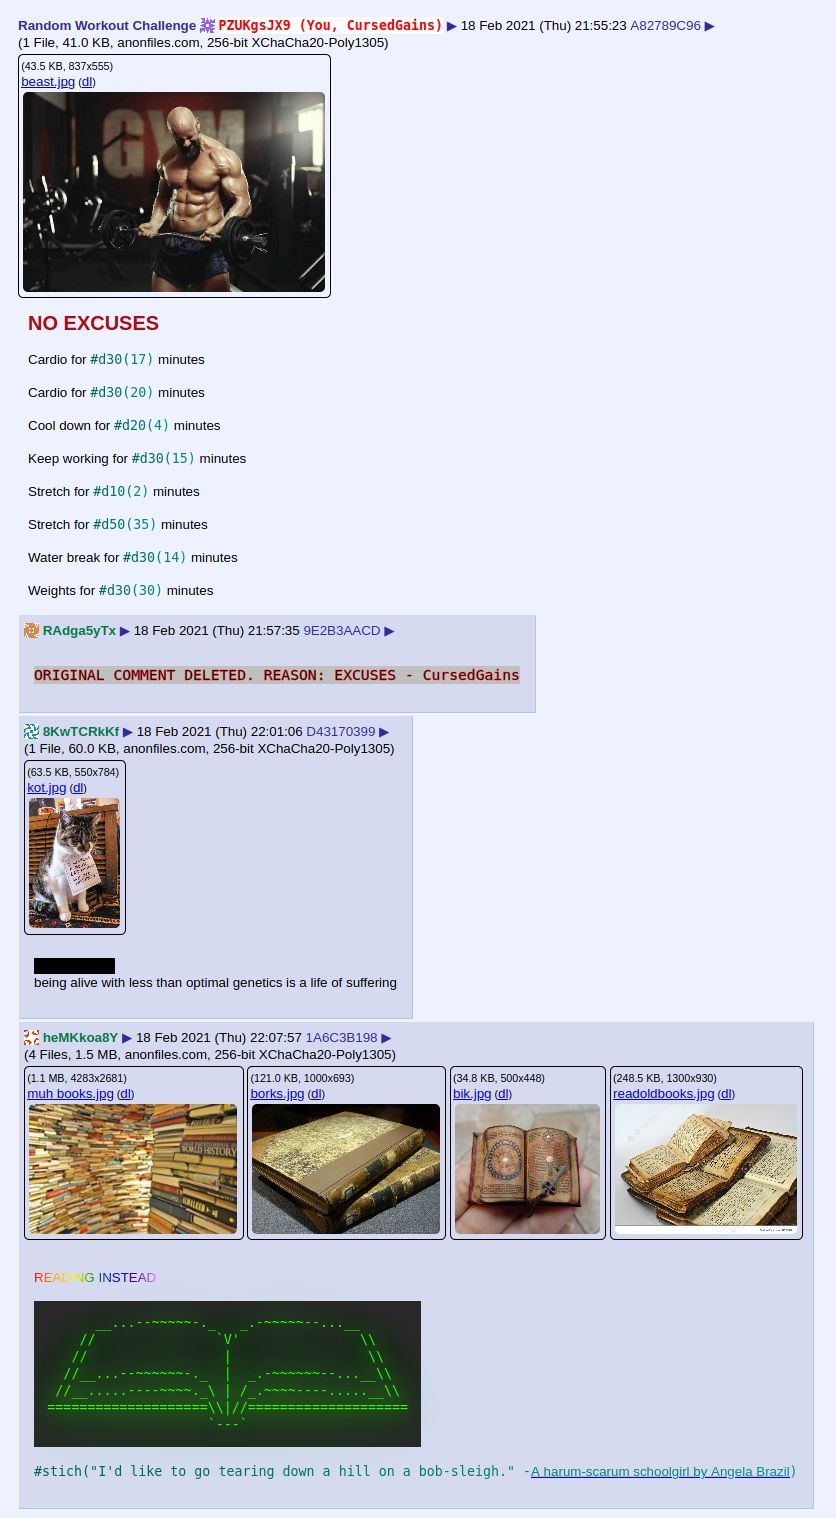 Random Workout Challenge PZUKgsJX9 (You, CursedGains) ▶ 18 Feb 2021 (Thu) 21:55:23 A82789C96 ▶
(1 File, 41.0 KB, anonfiles.com, 256-bit XChaCha20-Poly1305)
(43.5 KB, 837x555)
beast.jpg (dl)
GYM
NO EXCUSES
Cardio for #d30(17) minutes
Cardio for #d30(20) minutes
Cool down for #d20(4) minutes
Keep working for #d30(15) minutes
Stretch for #d10(2) minutes
Stretch for #d50(35) minutes
Water break for #d30(14) minutes
Weights for #d30(30) minutes
RAdga5yTx ▶ 18 Feb 2021 (Thu) 21:57:35 9E2B3AACD ▶
ORIGINAL COMMENT DELETED. REASON: EXCUSES - CursedGains
8KwTCRkKf ▶ 18 Feb 2021 (Thu) 22:01:06 D43170399 ▶
(1 File, 60.0 KB, anonfiles.com, 256-bit XChaCha20-Poly1305)
(63.5 KB, 550x784)
kot.jpg (dl)
being alive with less than optimal genetics is a life of suffering
heMKkoa8Y ▶ 18 Feb 2021 (Thu) 22:07:57 1A6C3B198 ▶
(4 Files, 1.5 MB, anonfiles.com, 256-bit XChaCha20-Poly1305)
(1.1 MB, 4283x2681) (121.0 KB, 1000x693) (34.8 KB, 500x448) (248.5 KB, 1300x930)
muh books.jpg (dl) borks.jpg (dl) bik.jpg (dl) readoldbooks.jpg (dl)
WORLD HISTORY
READING INSTEAD
#stich("I'd like to go tearing down a hill on a bob-sleigh." -A harum-scarum schoolgirl by Angela Brazil)